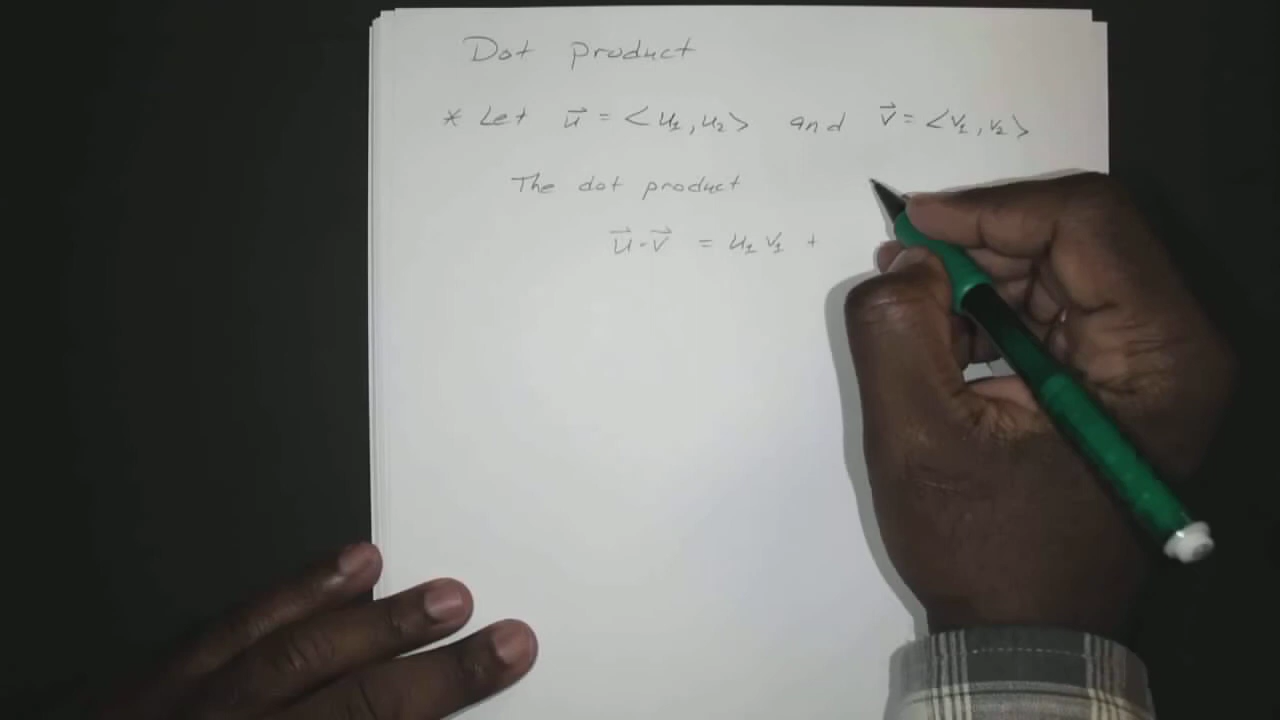 Dot product
* Let u⃗ = <u₁, u₂> and v⃗ = <v₁, v₂>
The dot product
u⃗·v⃗ = u₁ v₁ +